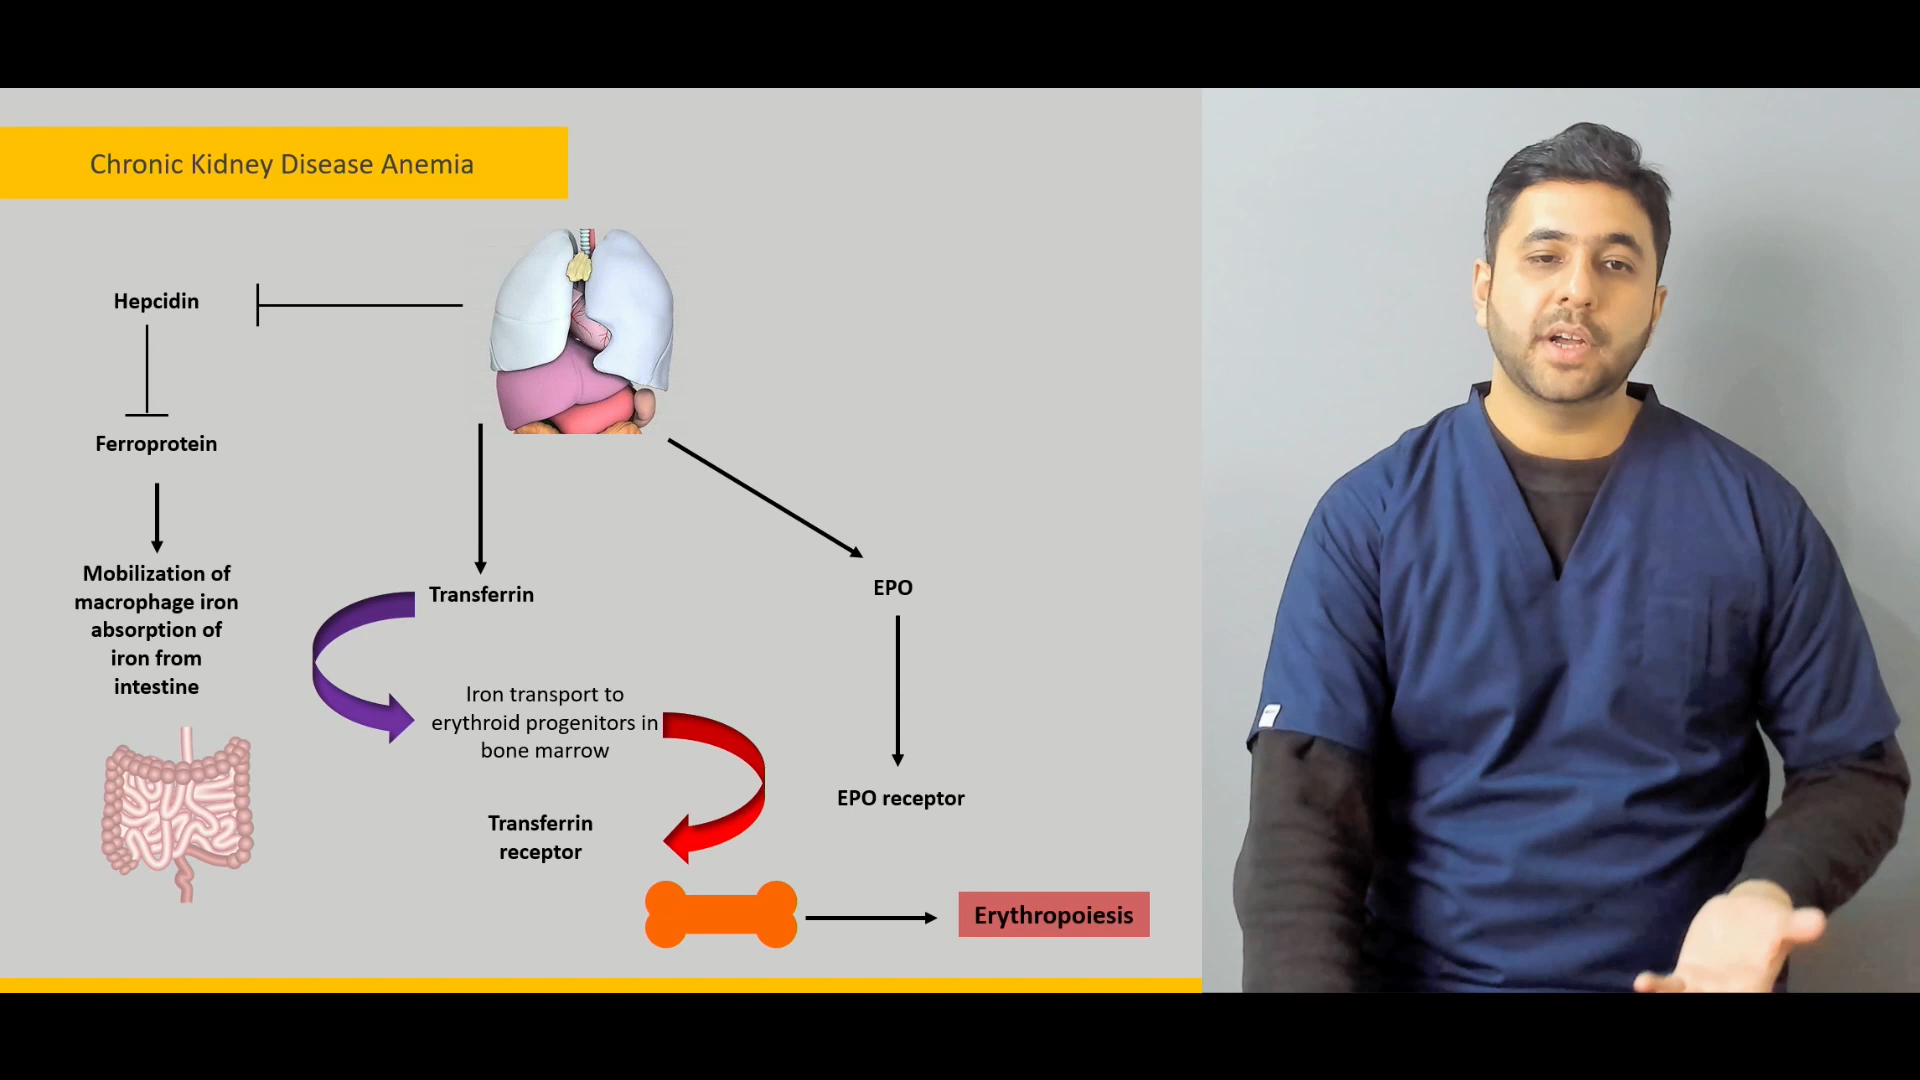 Chronic Kidney Disease Anemia
Hepcidin
Ferroprotein
Mobilization of
macrophage iron
absorption of
iron from
intestine
Transferrin
Iron transport to
erythroid progenitors in
bone marrow
Transferrin
receptor
EPO
EPO receptor
Erythropoiesis